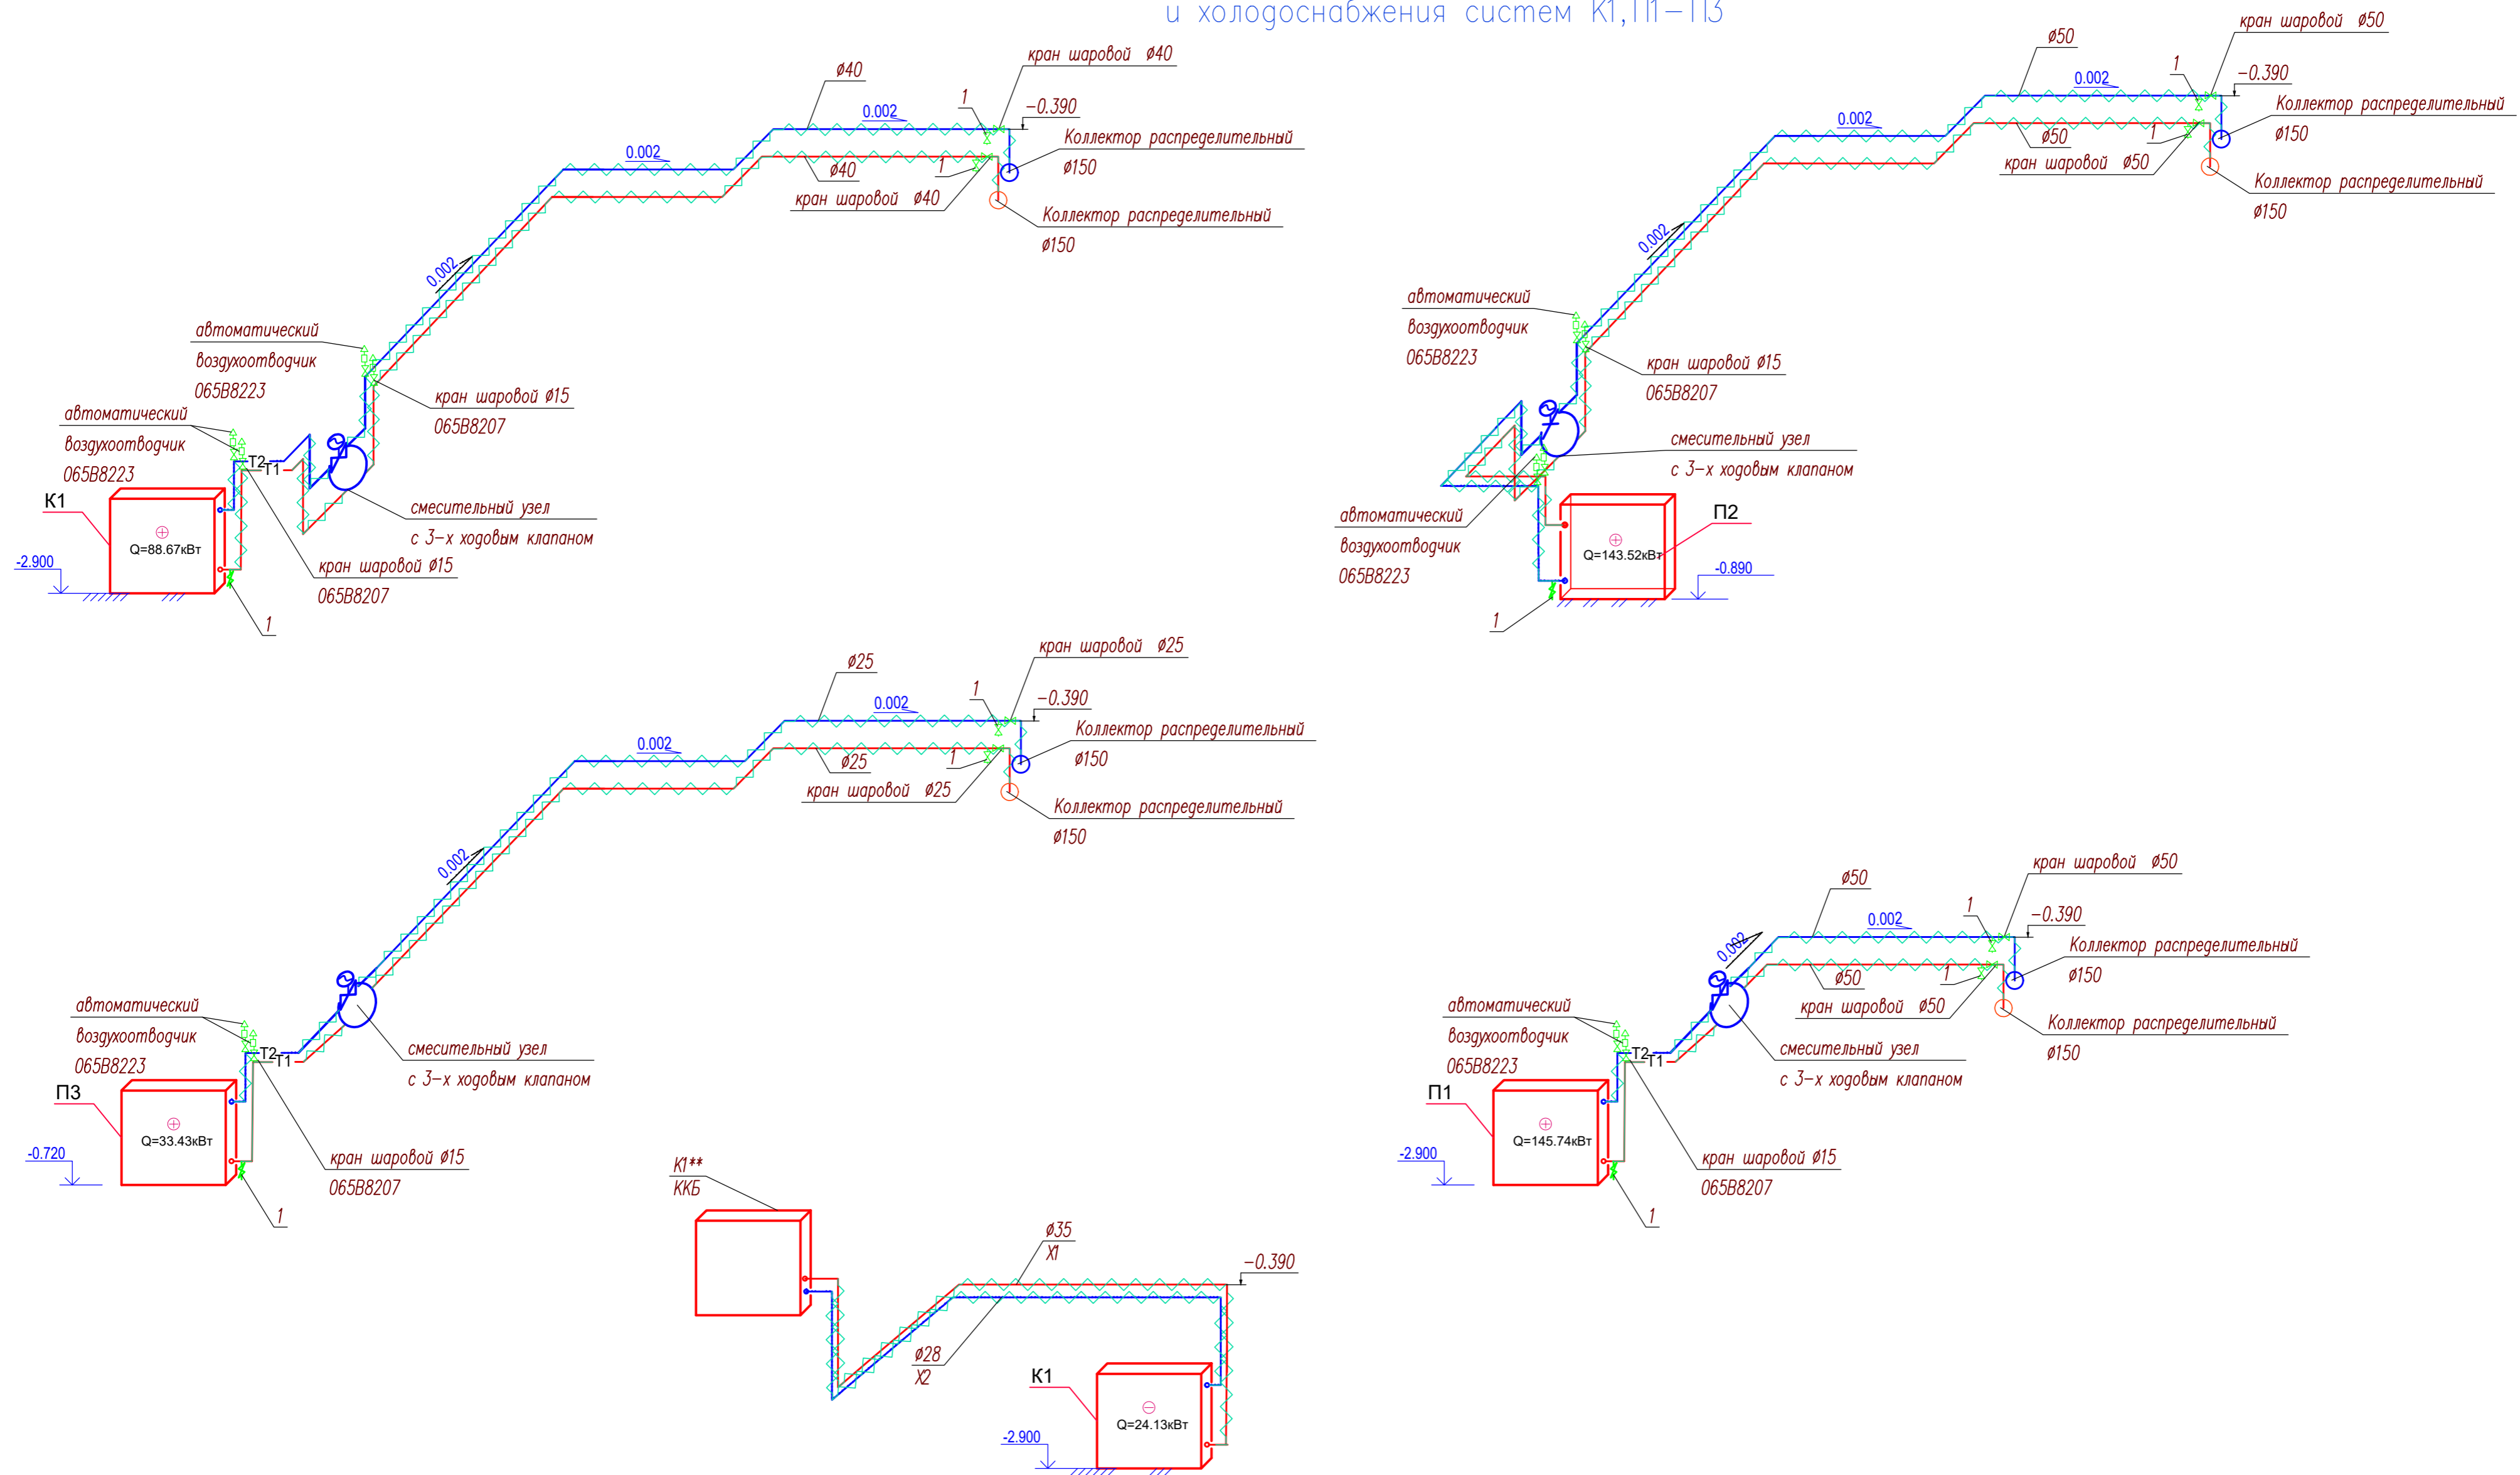 и холодоснабжения систем К1,П1-П3
ø40
кран шаровой ø40
1
0.002
-0.390
Коллектор распределительный
ø150
0.002
ø40
1
кран шаровой ø40
Коллектор распределительный
ø150
0.002
автоматический
воздухоотводчик
065B8223
кран шаровой ø15
065B8207
автоматический
воздухоотводчик
065B8223
Т2
Т1
К1
Q=88.67кВт
смесительный узел
с 3-х ходовым клапаном
-2.900
кран шаровой ø15
065B8207
1
ø50
кран шаровой ø50
1
0.002
-0.390
Коллектор распределительный
ø150
0.002
ø50
1
кран шаровой ø50
Коллектор распределительный
ø150
0.002
автоматический
воздухоотводчик
065B8223
кран шаровой ø15
065B8207
смесительный узел
с 3-х ходовым клапаном
автоматический
воздухоотводчик
065B8223
П2
Q=143.52кВт
-0.890
1
ø25
кран шаровой ø25
1
0.002
-0.390
Коллектор распределительный
ø150
0.002
ø25
1
кран шаровой ø25
Коллектор распределительный
ø150
0.002
автоматический
воздухоотводчик
065B8223
Т2
Т1
смесительный узел
с 3-х ходовым клапаном
П3
Q=33.43кВт
-0.720
кран шаровой ø15
065B8207
1
ø50
кран шаровой ø50
1
0.002
-0.390
Коллектор распределительный
ø150
0.002
ø50
1
кран шаровой ø50
Коллектор распределительный
ø150
автоматический
воздухоотводчик
065B8223
Т2
Т1
смесительный узел
с 3-х ходовым клапаном
П1
Q=145.74кВт
-2.900
кран шаровой ø15
065B8207
1
К1**
ККБ
ø35
Х1
-0.390
ø28
Х2
К1
Q=24.13кВт
-2.900